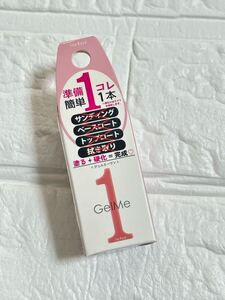 準備 1 コレ
簡単 1本
サンディング
ベースコート
トップコート
拭き取り
塗る+硬化=完成♡
1
GelMe